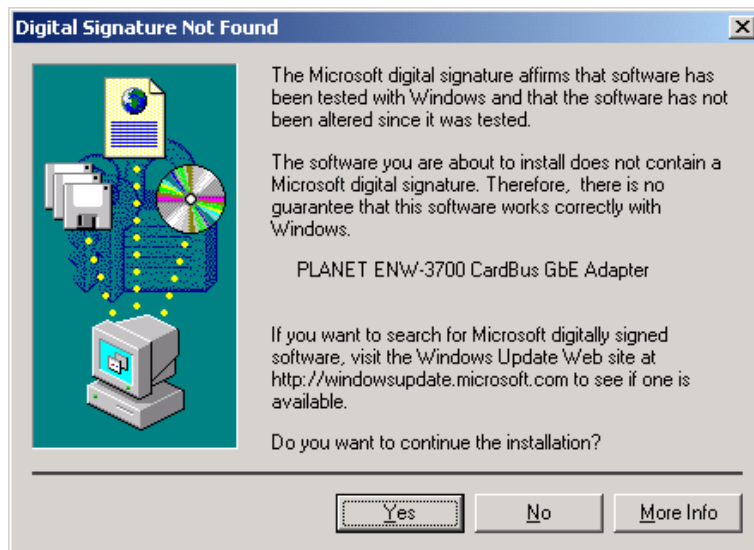 Digital Signature Not Found
The Microsoft digital signature affirms that software has
been tested with Windows and that the software has not
been altered since it was tested.
The software you are about to install does not contain a
Microsoft digital signature. Therefore,  there is no
guarantee that this software works correctly with
Windows.
PLANET ENW-3700 CardBus GbE Adapter
If you want to search for Microsoft digitally signed
software, visit the Windows Update Web site at
http://windowsupdate.microsoft.com to see if one is
available.
Do you want to continue the installation?
Yes No More Info